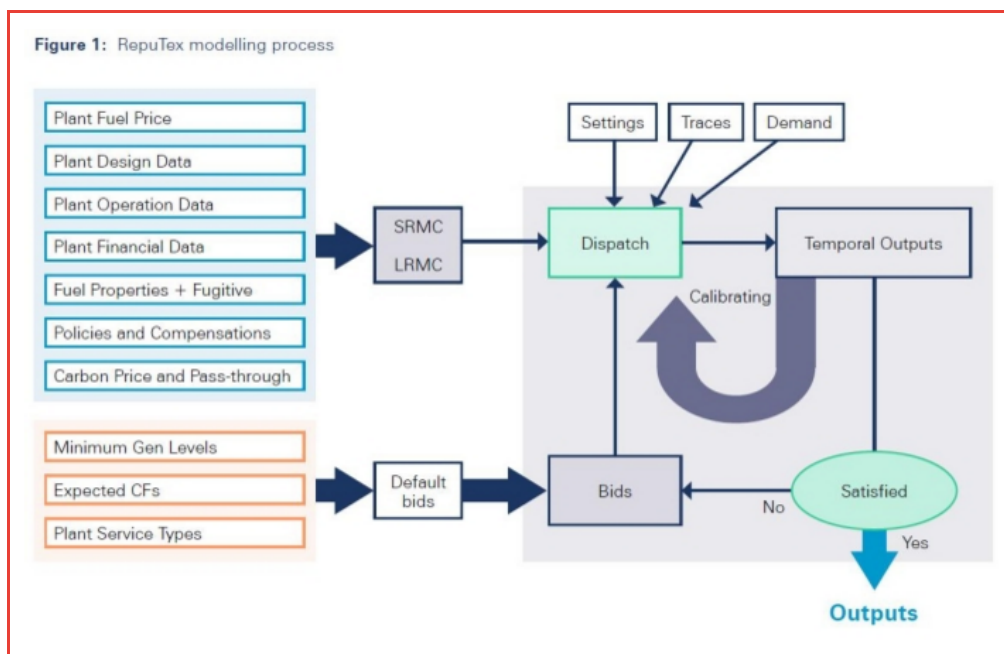 Figure 1: RepuTex modelling process
Plant Fuel Price
Plant Design Data
Plant Operation Data
Plant Financial Data
Fuel Properties + Fugitive
Policies and Compensations
Carbon Price and Pass-through
Minimum Gen Levels
Expected CFs
Plant Service Types
SRMC
LRMC
Default
bids
Settings
Traces
Demand
Dispatch
Temporal Outputs
Calibrating
Bids
No
Satisfied
Yes
Outputs